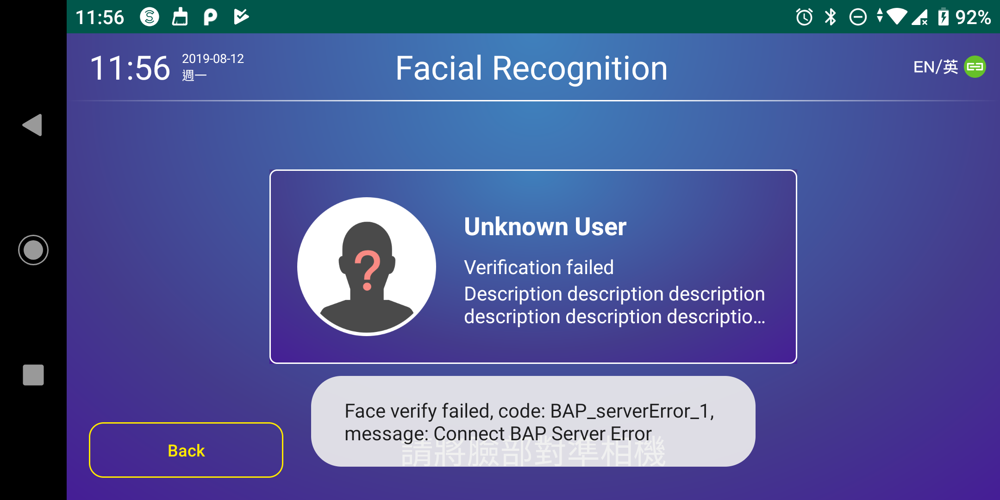 11:56
92%
11:56
2019-08-12
週一
Facial Recognition
EN/英
Unknown User
Verification failed
Description description description
description description descriptio...
Face verify failed, code: BAP_serverError_1,
message: Connect BAP Server Error
請將臉部對準相機
Back